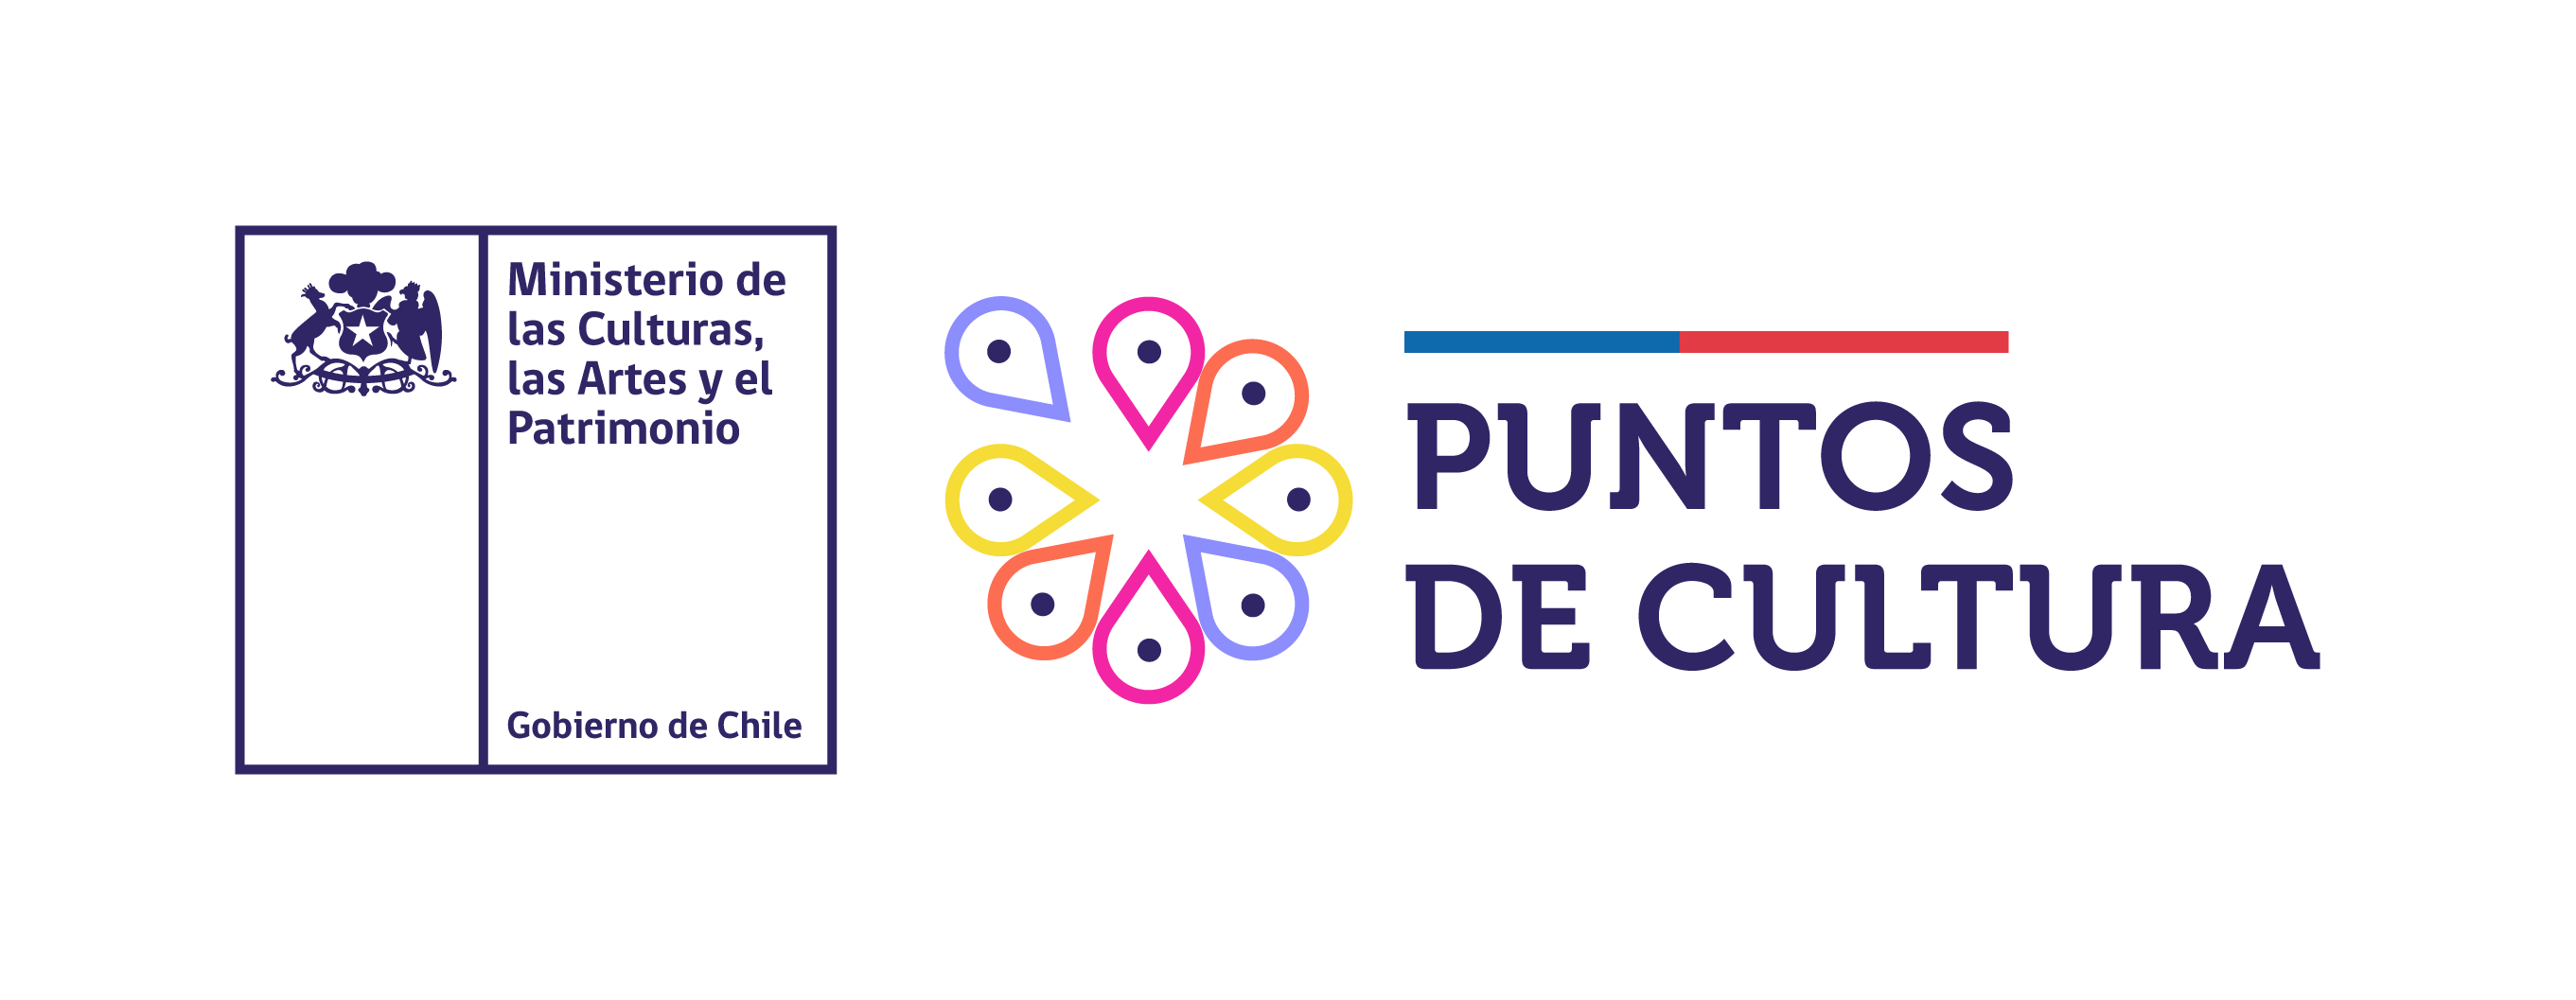 Ministerio de
las Culturas,
las Artes y el
Patrimonio
Gobierno de Chile
PUNTOS
DE CULTURA